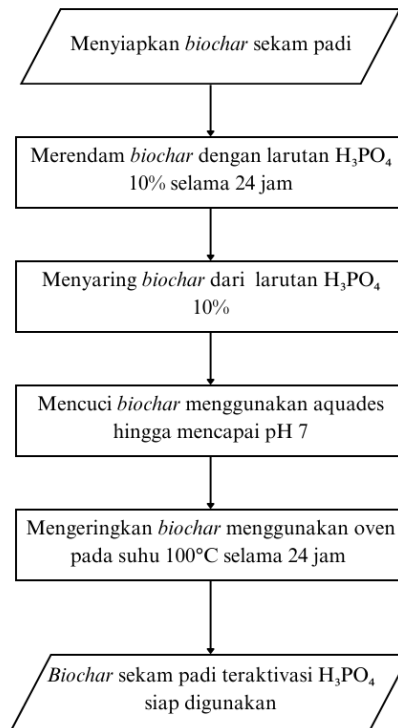 Menyiapkan biochar sekam padi
Merendam biochar dengan larutan H₃PO₄
10% selama 24 jam
Menyaring biochar dari larutan H₃PO₄
10%
Mencuci biochar menggunakan aquades
hingga mencapai pH 7
Mengeringkan biochar menggunakan oven
pada suhu 100°C selama 24 jam
Biochar sekam padi teraktivasi H₃PO₄
siap digunakan